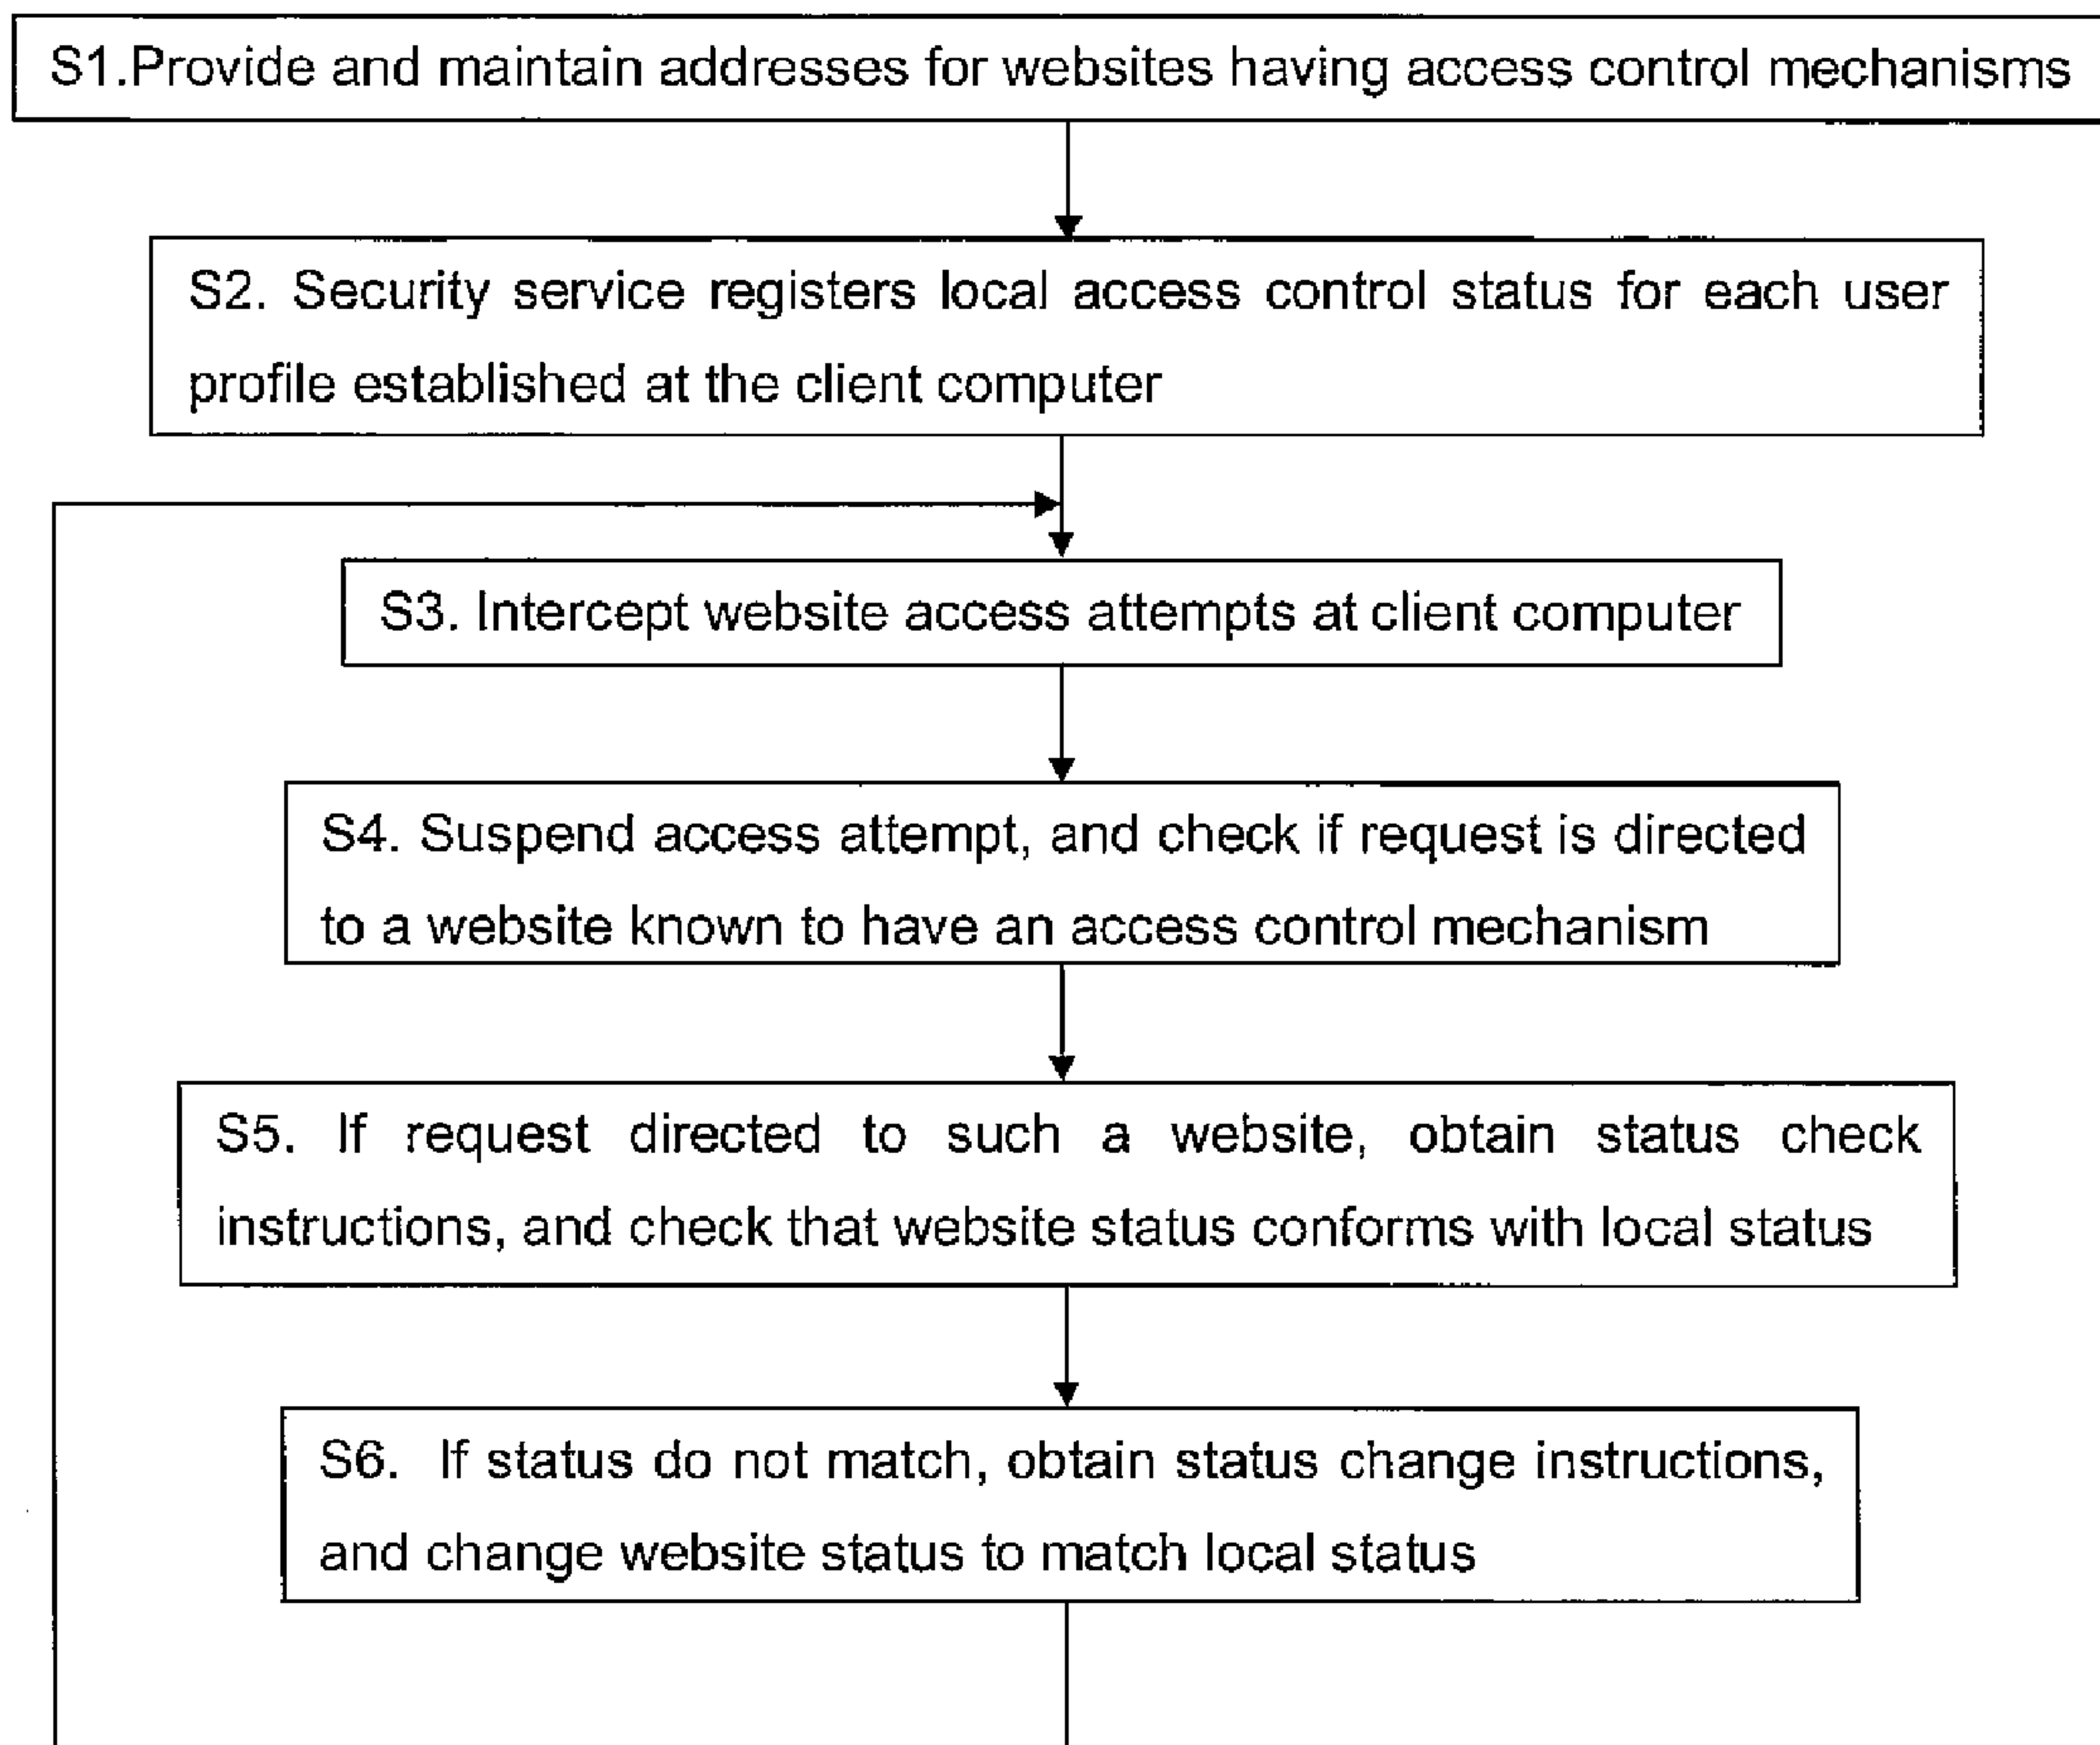 S1.Provide and maintain addresses for websites having access control mechanisms
S2. Security service registers local access control status for each user
profile established at the client computer
S3. Intercept website access attempts at client computer
S4. Suspend access attempt, and check if request is directed
to a website known to have an access control mechanism
S5. If request directed to such a website, obtain status check
instructions, and check that website status conforms with local status
S6. If status do not match, obtain status change instructions,
and change website status to match local status